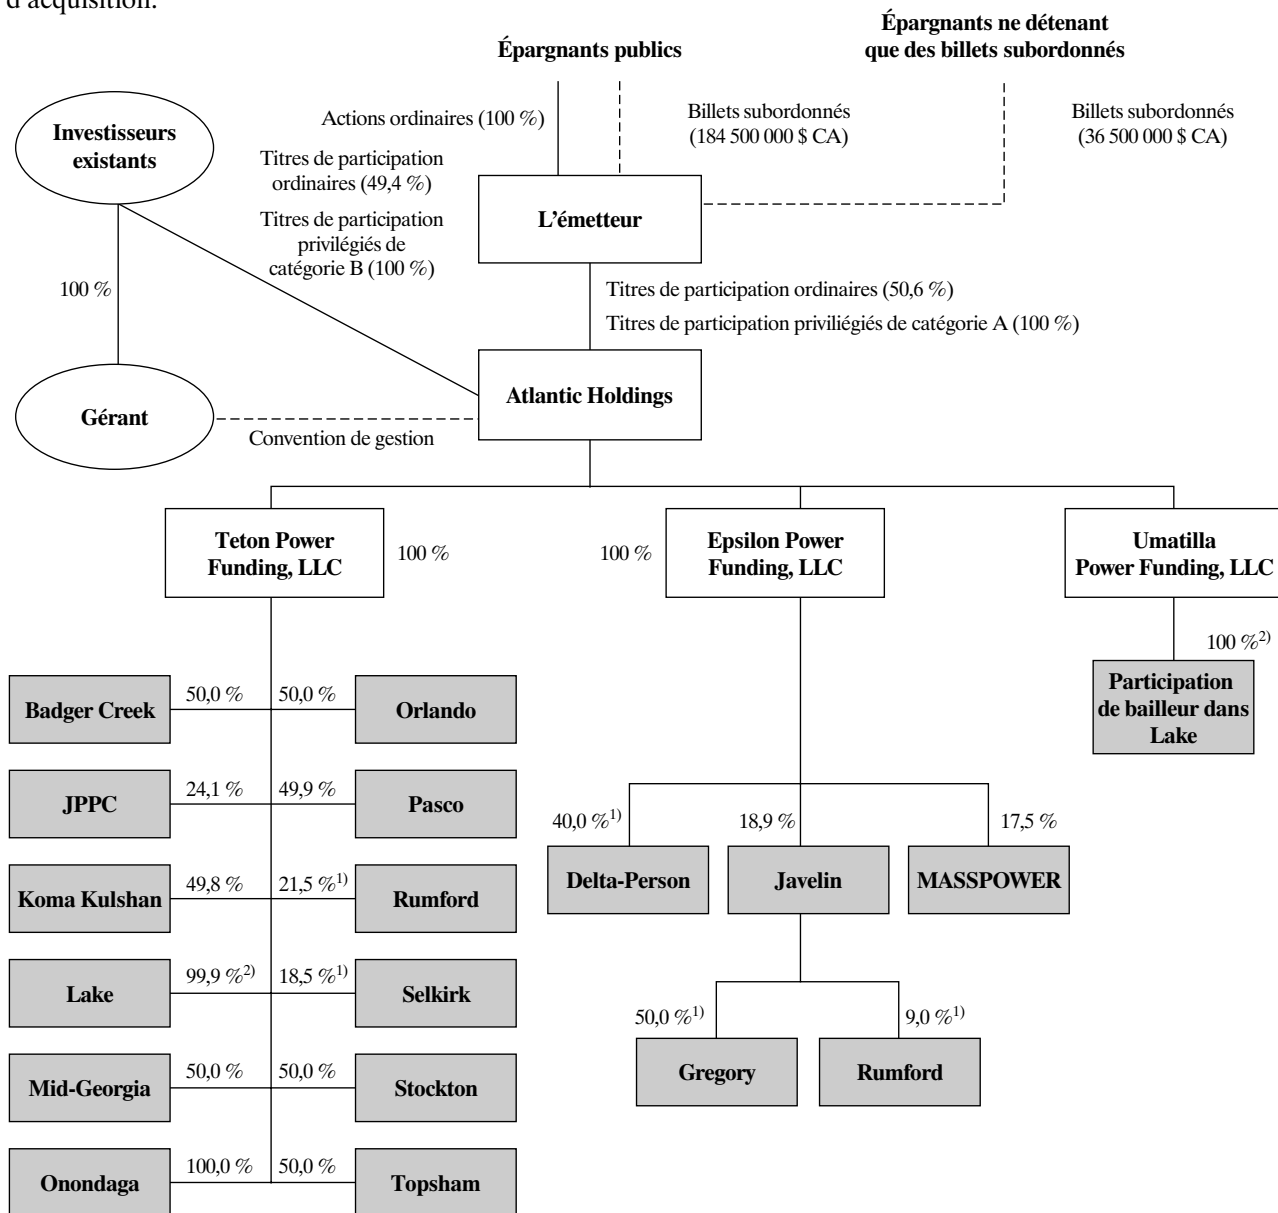 d'acquisition.
Épargnants publics
Épargnants ne détenant
que des billets subordonnés
Investisseurs
existants
Actions ordinaires (100 %)
Billets subordonnés
(184 500 000 $ CA)
Billets subordonnés
(36 500 000 $ CA)
Titres de participation
ordinaires (49,4 %)
Titres de participation
privilégiés de
catégorie B (100 %)
L'émetteur
100 %
Titres de participation ordinaires (50,6 %)
Titres de participation priviliégiés de catégorie A (100 %)
Gérant
Convention de gestion
Atlantic Holdings
Teton Power
Funding, LLC
100 %
100 %
Epsilon Power
Funding, LLC
Umatilla
Power Funding, LLC
100 %2)
Participation
de bailleur dans
Lake
Badger Creek
50,0 %
50,0 %
Orlando
JPPC
24,1 %
49,9 %
Pasco
40,0 %1)
18,9 %
17,5 %
Delta-Person
Javelin
MASSPOWER
Koma Kulshan
49,8 %
21,5 %1)
Rumford
Lake
99,9 %2)
18,5 %1)
Selkirk
50,0 %1)
9,0 %1)
Gregory
Rumford
Mid-Georgia
50,0 %
50,0 %
Stockton
Onondaga
100,0 %
50,0 %
Topsham